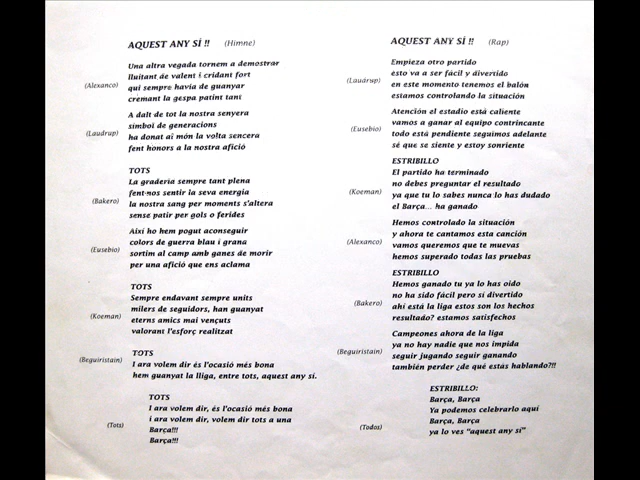 AQUEST ANY SÍ !! (Himne)
Una altra vegada tornem a demostrar
lluitant de valent i cridant fort
(Alexanco)
qui sempre havia de guanyar
cremant la gespa patint tant
A dalt de tot la nostra senyera
simbol de generacions
(Laudrup)
ha donat al món la volta sencera
fent honors a la nostra afició
TOTS
La graderia sempre tant plena
fent-nos sentir la seva energia
(Bakero)
la nostra sang per moments s'altera
sense patir per gols o ferides
Així ho hem pogut aconseguir
colors de guerra blau i grana
(Eusebio)
sortim al camp amb ganes de morir
per una afició que ens aclama
TOTS
Sempre endavant sempre units
milers de seguidors, han guanyat
(Koeman)
eterns amics mai vençuts
valorant l'esforç realitzat
TOTS
(Beguiristain)
I ara volem dir és l'ocasió més bona
hem guanyat la lliga, entre tots, aquest any sí.
TOTS
I ara volem dir, és l'ocasió més bona
i ara volem dir, volem dir tots a una
(Tots)
Barça!!!
Barça!!!
AQUEST ANY SÍ !! (Rap)
Empieza otro partido
esto va a ser fácil y divertido
(Laudrup)
en este momento tenemos el balón
estamos controlando la situación
Atención el estadio está caliente
vamos a ganar al equipo contrincante
(Eusebio)
todo está pendiente seguimos adelante
sé que se siente y estoy sonriente
ESTRIBILLO
El partido ha terminado
no debes preguntar el resultado
(Koeman)
ya que tu lo sabes nunca lo has dudado
el Barça... ha ganado
Hemos controlado la situación
y ahora te cantamos esta canción
(Alexanco)
vamos queremos que te muevas
hemos superado todas las pruebas
ESTRIBILLO
Hemos ganado tu ya lo has oido
no ha sido fácil pero sí divertido
(Bakero)
ahi está la liga estos son los hechos
resultado? estamos satisfechos
Campeones ahora de la liga
ya no hay nadie que nos impida
(Beguiristain)
seguir jugando seguir ganando
también perder ¿de qué estás hablando?!!
ESTRIBILLO:
Barça, Barça
Ya podemos celebrarlo aquí
(Todos)
Barça, Barça
ya lo ves "aquest any sí"